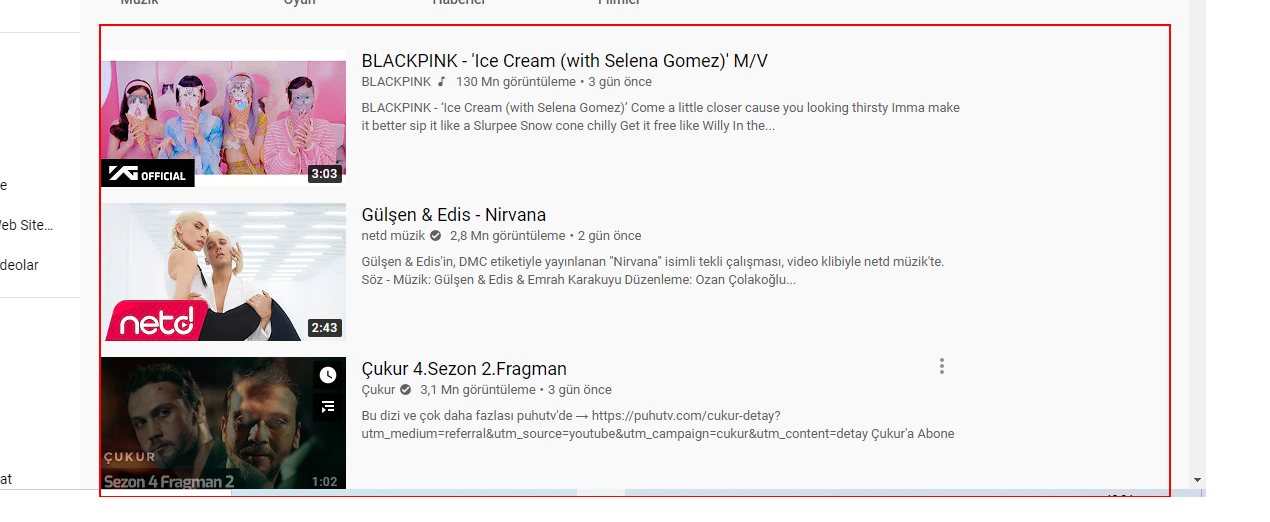 Müzik Oyun Haberler Filmler
BLACKPINK - 'Ice Cream (with Selena Gomez)' M/V
BLACKPINK 130 Mn görüntüleme • 3 gün önce
BLACKPINK - ‘Ice Cream (with Selena Gomez)’ Come a little closer cause you looking thirsty Imma make
it better sip it like a Slurpee Snow cone chilly Get it free like Willy In the...
YG OFFICIAL
3:03
e
Web Site...
deolar
Gülşen & Edis - Nirvana
netd müzik 2,8 Mn görüntüleme • 2 gün önce
Gülşen & Edis'in, DMC etiketiyle yayınlanan "Nirvana" isimli tekli çalışması, video klibiyle netd müzik'te.
Söz - Müzik: Gülşen & Edis & Emrah Karakuyu Düzenleme: Ozan Çolakoğlu...
netd
2:43
Çukur 4.Sezon 2.Fragman
Çukur 3,1 Mn görüntüleme • 3 gün önce
Bu dizi ve çok daha fazlası puhutv'de → https://puhutv.com/cukur-detay?
utm_medium=referral&utm_source=youtube&utm_campaign=cukur&utm_content=detay Çukur'a Abone
ÇUKUR
Sezon 4 Fragman 2
1:02
at